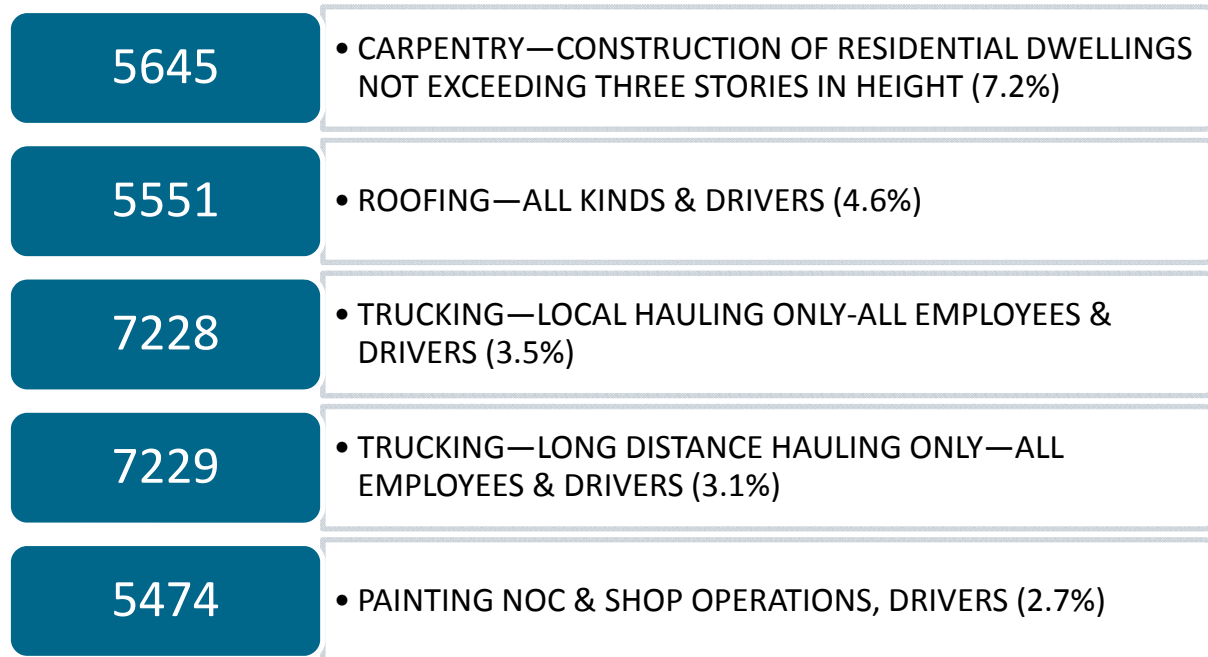 5645
• CARPENTRY—CONSTRUCTION OF RESIDENTIAL DWELLINGS
NOT EXCEEDING THREE STORIES IN HEIGHT (7.2%)
5551
• ROOFING—ALL KINDS & DRIVERS (4.6%)
7228
• TRUCKING—LOCAL HAULING ONLY-ALL EMPLOYEES &
DRIVERS (3.5%)
7229
• TRUCKING—LONG DISTANCE HAULING ONLY—ALL
EMPLOYEES & DRIVERS (3.1%)
5474
• PAINTING NOC & SHOP OPERATIONS, DRIVERS (2.7%)